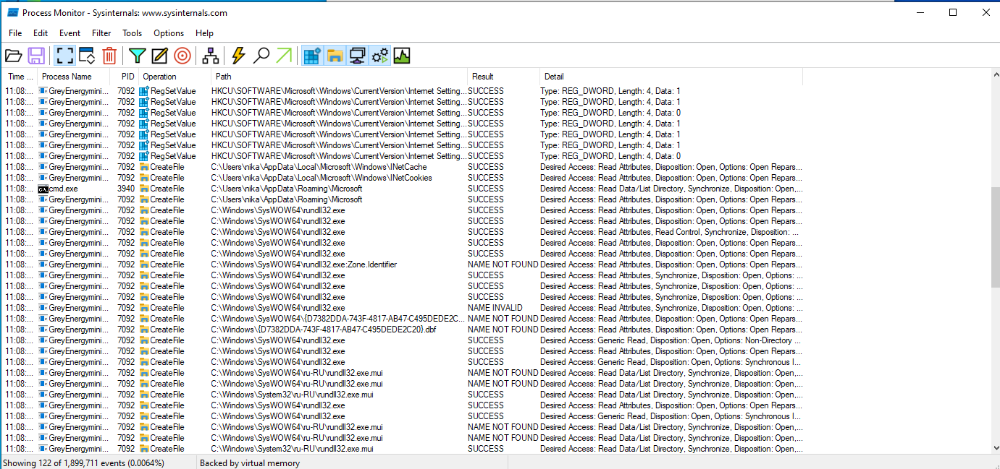 Process Monitor - Sysinternals: www.sysinternals.com
File Edit Event Filter Tools Options Help
Time ... Process Name PID Operation Path Result Detail
11:08:... GreyEnergymini... 7092 RegSetValue HKCU\SOFTWARE\Microsoft\Windows\CurrentVersion\Internet Setting... SUCCESS Type: REG_DWORD, Length: 4, Data: 1
11:08:... GreyEnergymini... 7092 RegSetValue HKCU\SOFTWARE\Microsoft\Windows\CurrentVersion\Internet Setting... SUCCESS Type: REG_DWORD, Length: 4, Data: 1
11:08:... GreyEnergymini... 7092 RegSetValue HKCU\SOFTWARE\Microsoft\Windows\CurrentVersion\Internet Setting... SUCCESS Type: REG_DWORD, Length: 4, Data: 0
11:08:... GreyEnergymini... 7092 RegSetValue HKCU\SOFTWARE\Microsoft\Windows\CurrentVersion\Internet Setting... SUCCESS Type: REG_DWORD, Length: 4, Data: 1
11:08:... GreyEnergymini... 7092 RegSetValue HKCU\SOFTWARE\Microsoft\Windows\CurrentVersion\Internet Setting... SUCCESS Type: REG_DWORD, Length: 4, Data: 1
11:08:... GreyEnergymini... 7092 RegSetValue HKCU\SOFTWARE\Microsoft\Windows\CurrentVersion\Internet Setting... SUCCESS Type: REG_DWORD, Length: 4, Data: 1
11:08:... GreyEnergymini... 7092 RegSetValue HKCU\SOFTWARE\Microsoft\Windows\CurrentVersion\Internet Setting... SUCCESS Type: REG_DWORD, Length: 4, Data: 0
11:08:... GreyEnergymini... 7092 CreateFile C:\Users\nika\AppData\Local\Microsoft\Windows\INetCache SUCCESS Desired Access: Read Attributes, Disposition: Open, Options: Open Repars...
11:08:... GreyEnergymini... 7092 CreateFile C:\Users\nika\AppData\Local\Microsoft\Windows\INetCookies SUCCESS Desired Access: Read Attributes, Disposition: Open, Options: Open Repars...
11:08:... cmd.exe 3940 CreateFile C:\Users\nika\AppData\Roaming\Microsoft SUCCESS Desired Access: Read Data/List Directory, Synchronize, Disposition: Open,...
11:08:... GreyEnergymini... 7092 CreateFile C:\Users\nika\AppData\Roaming\Microsoft SUCCESS Desired Access: Read Attributes, Disposition: Open, Options: Open Repars...
11:08:... GreyEnergymini... 7092 CreateFile C:\Windows\SysWOW64\rundll32.exe SUCCESS Desired Access: Read Attributes, Disposition: Open, Options: Open Repars...
11:08:... GreyEnergymini... 7092 CreateFile C:\Windows\SysWOW64\rundll32.exe SUCCESS Desired Access: Read Attributes, Disposition: Open, Options: Open Repars...
11:08:... GreyEnergymini... 7092 CreateFile C:\Windows\SysWOW64\rundll32.exe SUCCESS Desired Access: Read Attributes, Read Control, Synchronize, Disposition: ...
11:08:... GreyEnergymini... 7092 CreateFile C:\Windows\SysWOW64\rundll32.exe SUCCESS Desired Access: Read Attributes, Disposition: Open, Options: Open Repars...
11:08:... GreyEnergymini... 7092 CreateFile C:\Windows\SysWOW64\rundll32.exe SUCCESS Desired Access: Read Attributes, Disposition: Open, Options: Open Repars...
11:08:... GreyEnergymini... 7092 CreateFile C:\Windows\SysWOW64\rundll32.exe:Zone.Identifier NAME NOT FOUND Desired Access: Read Attributes, Disposition: Open, Options: Open Repars...
11:08:... GreyEnergymini... 7092 CreateFile C:\Windows\SysWOW64\rundll32.exe SUCCESS Desired Access: Read Attributes, Synchronize, Disposition: Open, Options: ...
11:08:... GreyEnergymini... 7092 CreateFile C:\Windows\SysWOW64\rundll32.exe SUCCESS Desired Access: Read Attributes, Synchronize, Disposition: Open, Options: ...
11:08:... GreyEnergymini... 7092 CreateFile C:\Windows\SysWOW64\rundll32.exe SUCCESS Desired Access: Read Attributes, Synchronize, Disposition: Open, Options: ...
11:08:... GreyEnergymini... 7092 CreateFile C:\Windows\SysWOW64\rundll32.exe NAME INVALID Desired Access: Read Attributes, Synchronize, Disposition: Open, Options: ...
11:08:... GreyEnergymini... 7092 CreateFile C:\Windows\SysWOW64\{D7382DDA-743F-4817-AB47-C495DEDE2C... NAME NOT FOUND Desired Access: Read Attributes, Disposition: Open, Options: Open Repars...
11:08:... GreyEnergymini... 7092 CreateFile C:\Windows\{D7382DDA-743F-4817-AB47-C495DEDE2C20}.dbf NAME NOT FOUND Desired Access: Read Attributes, Disposition: Open, Options: Open Repars...
11:08:... GreyEnergymini... 7092 CreateFile C:\Windows\SysWOW64\rundll32.exe SUCCESS Desired Access: Generic Read, Disposition: Open, Options: Non-Directory ...
11:08:... GreyEnergymini... 7092 CreateFile C:\Windows\SysWOW64\rundll32.exe SUCCESS Desired Access: Read Attributes, Disposition: Open, Options: Open Repars...
11:08:... GreyEnergymini... 7092 CreateFile C:\Windows\SysWOW64\rundll32.exe SUCCESS Desired Access: Generic Read, Disposition: Open, Options: Synchronous I...
11:08:... GreyEnergymini... 7092 CreateFile C:\Windows\SysWOW64\ru-RU\rundll32.exe.mui NAME NOT FOUND Desired Access: Read Data/List Directory, Synchronize, Disposition: Open,...
11:08:... GreyEnergymini... 7092 CreateFile C:\Windows\SysWOW64\ru-RU\rundll32.exe.mui NAME NOT FOUND Desired Access: Read Data/List Directory, Synchronize, Disposition: Open,...
11:08:... GreyEnergymini... 7092 CreateFile C:\Windows\System32\ru-RU\rundll32.exe.mui SUCCESS Desired Access: Read Data/List Directory, Synchronize, Disposition: Open,...
11:08:... GreyEnergymini... 7092 CreateFile C:\Windows\SysWOW64\rundll32.exe SUCCESS Desired Access: Read Attributes, Disposition: Open, Options: Open Repars...
11:08:... GreyEnergymini... 7092 CreateFile C:\Windows\SysWOW64\rundll32.exe SUCCESS Desired Access: Generic Read, Disposition: Open, Options: Synchronous I...
11:08:... GreyEnergymini... 7092 CreateFile C:\Windows\SysWOW64\ru-RU\rundll32.exe.mui NAME NOT FOUND Desired Access: Read Data/List Directory, Synchronize, Disposition: Open,...
11:08:... GreyEnergymini... 7092 CreateFile C:\Windows\SysWOW64\ru-RU\rundll32.exe.mui NAME NOT FOUND Desired Access: Read Data/List Directory, Synchronize, Disposition: Open,...
11:08:... GreyEnergymini... 7092 CreateFile C:\Windows\System32\ru-RU\rundll32.exe.mui SUCCESS Desired Access: Read Data/List Directory, Synchronize, Disposition: Open,...
Showing 122 of 1,899,711 events (0.0064%) Backed by virtual memory